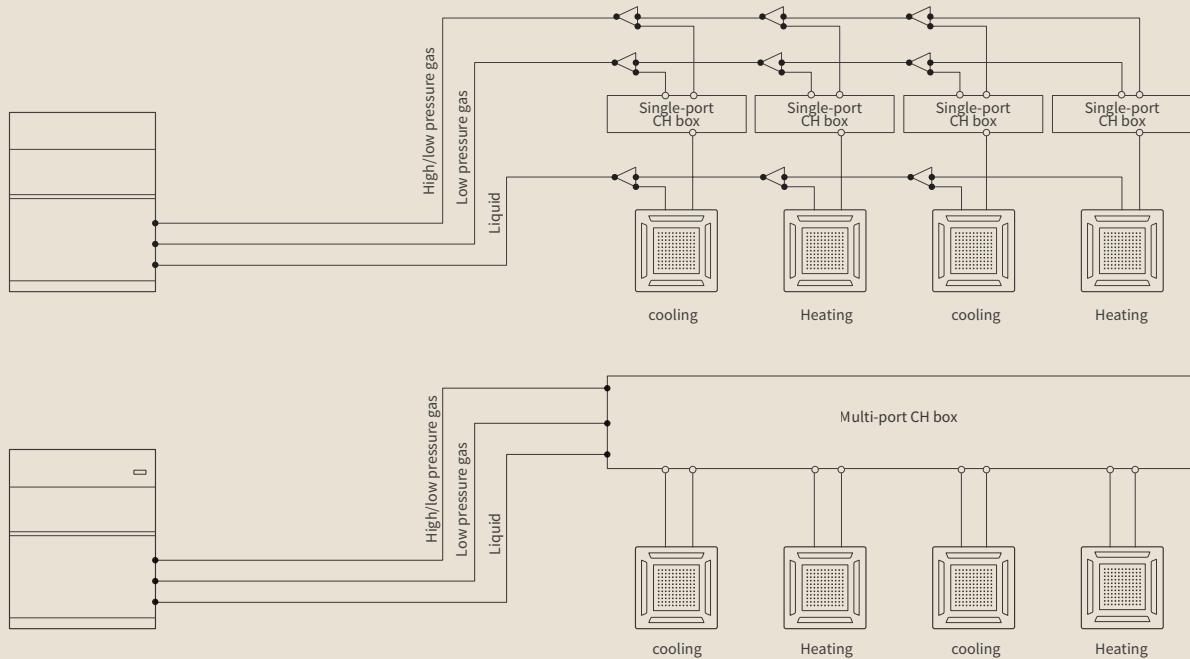 High/low pressure gas
Low pressure gas
Liquid
Single-port
CH box
Single-port
CH box
Single-port
CH box
Single-port
CH box
cooling
Heating
cooling
Heating
High/low pressure gas
Low pressure gas
Liquid
Multi-port CH box
cooling
Heating
cooling
Heating